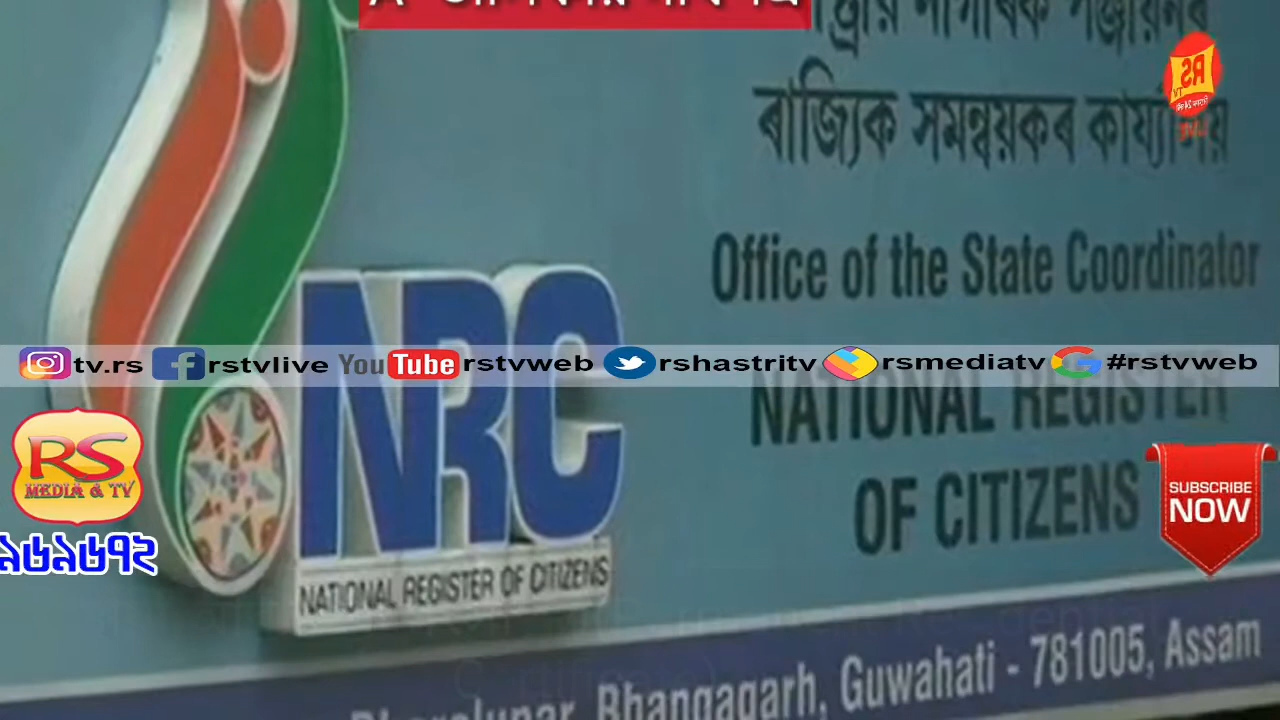 ৰাজ্যিক সমন্বয়কৰ কাৰ্য্যালয়
Office of the State Coordinator
tv.rs rstvlive YouTube rstvweb rshastritv rsmediatv #rstvweb
NATIONAL REGISTER
OF CITIZENS
NRC
NATIONAL REGISTER OF CITIZENS
RS
MEDIA & TV
SUBSCRIBE
NOW
Bhangagarh, Guwahati - 781005, Assam